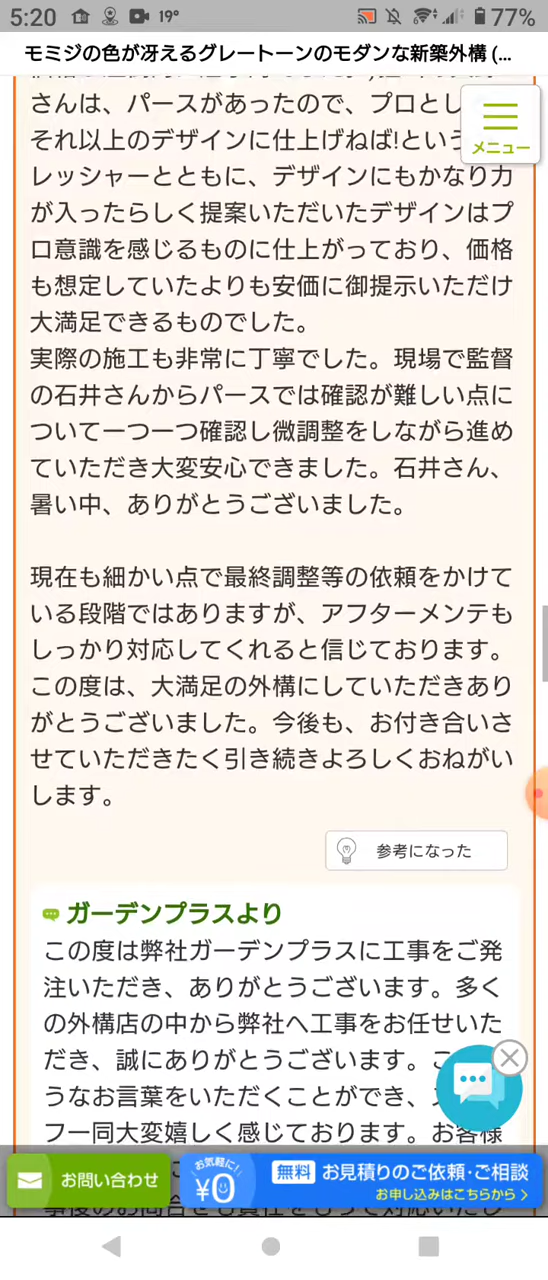 5:20 19° 77%
モミジの色が冴えるグレートーンのモダンな新築外構 (...
さんは、パースがあったので、プロとし
メニュー
それ以上のデザインに仕上げねば!という
レッシャーとともに、デザインにもかなり力
が入ったらしく提案いただいたデザインはプ
ロ意識を感じるものに仕上がっており、価格
も想定していたよりも安価に御提示いただけ
大満足できるものでした。
実際の施工も非常に丁寧でした。現場で監督
の石井さんからパースでは確認が難しい点に
ついて一つ一つ確認し微調整をしながら進め
ていただき大変安心できました。石井さん、
暑い中、ありがとうございました。
現在も細かい点で最終調整等の依頼をかけて
いる段階ではありますが、アフターメンテも
しっかり対応してくれると信じております。
この度は、大満足の外構にしていただきあり
がとうございました。今後も、お付き合いさ
せていただきたく引き続きよろしくおねがい
します。
参考になった
ガーデンプラスより
この度は弊社ガーデンプラスに工事をご発
注いただき、ありがとうございます。多く
の外構店の中から弊社へ工事をお任せいた
だき、誠にありがとうございます。こ
うなお言葉をいただくことができ、
フ一同大変嬉しく感じております。お客様
お問い合わせ
お気軽に!
¥0
無料 お見積りのご依頼・ご相談
お申し込みはこちらから